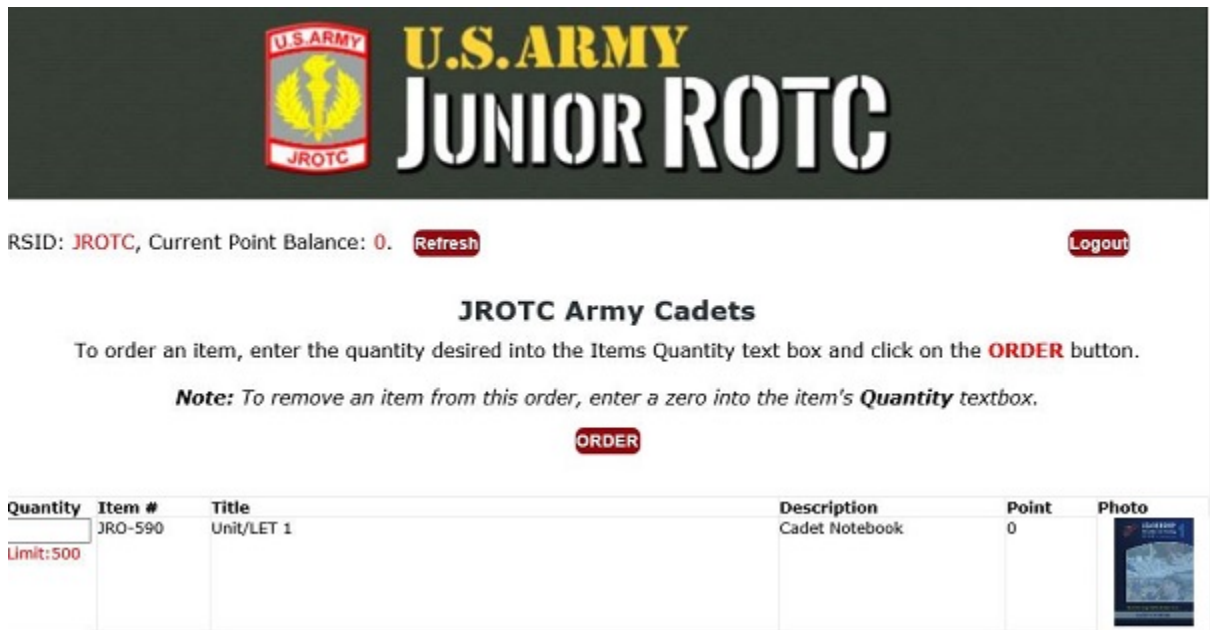 U.S.ARMY
JROTC
U.S.ARMY
JUNIOR ROTC
RSID: JROTC, Current Point Balance: 0. Refresh Logout
JROTC Army Cadets
To order an item, enter the quantity desired into the Items Quantity text box and click on the ORDER button.
Note: To remove an item from this order, enter a zero into the item's Quantity textbox.
ORDER
Quantity Item # Title Description Point Photo
JRO-590 Unit/LET 1 Cadet Notebook 0
Limit:500
LEADERSHIP
1